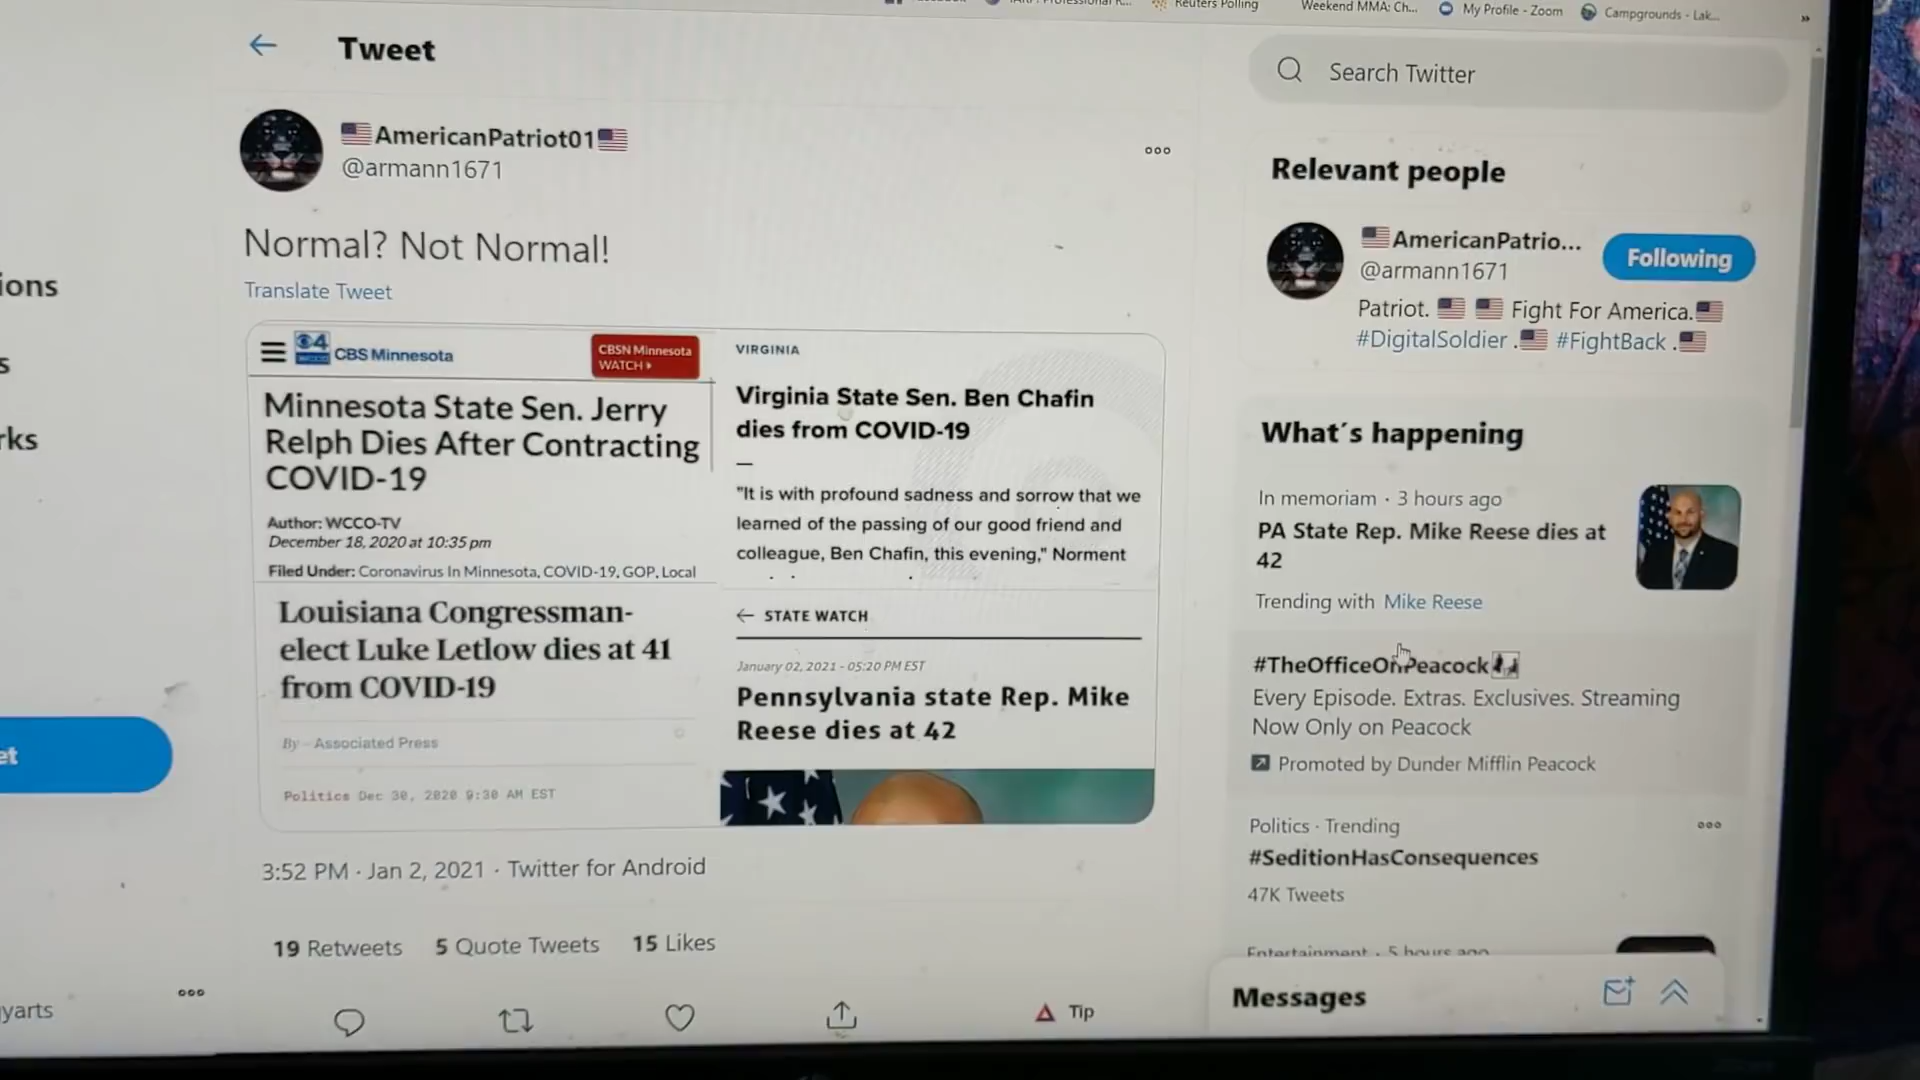 Reuters Polling
Weekend MMA: Ch...
My Profile - Zoom
Campgrounds - Lak...
»
Tweet
Search Twitter
AmericanPatriot01
@armann1671
Normal? Not Normal!
Translate Tweet
4 CBS Minnesota
CBSN Minnesota
WATCH
Minnesota State Sen. Jerry
Relph Dies After Contracting
COVID-19
Author: WCCO-TV
December 18, 2020 at 10:35 pm
Filed Under: Coronavirus In Minnesota, COVID-19, GOP, Local
VIRGINIA
Virginia State Sen. Ben Chafin
dies from COVID-19
"It is with profound sadness and sorrow that we
learned of the passing of our good friend and
colleague, Ben Chafin, this evening," Norment
Louisiana Congressman-
elect Luke Letlow dies at 41
from COVID-19
By Associated Press
Politics Dec 30, 2020 9:30 AM EST
STATE WATCH
January 02, 2021 - 05:20 PM EST
Pennsylvania state Rep. Mike
Reese dies at 42
3:52 PM · Jan 2, 2021 · Twitter for Android
19 Retweets 5 Quote Tweets 15 Likes
Tip
Relevant people
AmericanPatrio...
@armann1671
Following
Patriot. Fight For America.
#DigitalSoldier . #FightBack .
What's happening
In memoriam · 3 hours ago
PA State Rep. Mike Reese dies at
42
Trending with Mike Reese
#TheOfficeOnPeacock
Every Episode. Extras. Exclusives. Streaming
Now Only on Peacock
Promoted by Dunder Mifflin Peacock
Politics · Trending
#SeditionHasConsequences
47K Tweets
Entertainment · 5 hours ago
Messages
ions
s
rks
et
yarts